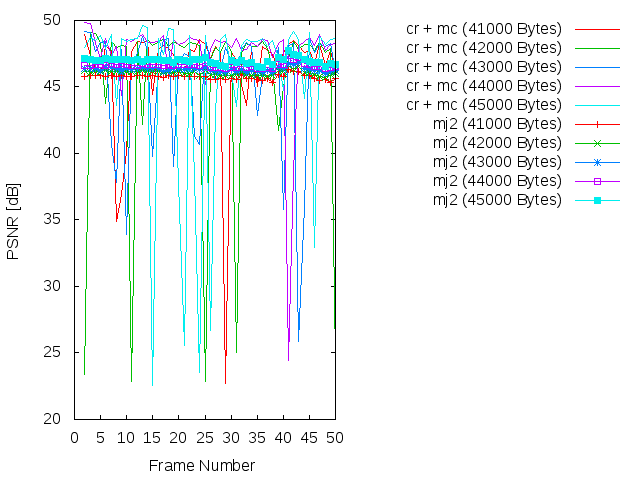 50
45
40
35
30
25
20
PSNR [dB]
0 5 10 15 20 25 30 35 40 45 50
Frame Number
cr + mc (41000 Bytes)
cr + mc (42000 Bytes)
cr + mc (43000 Bytes)
cr + mc (44000 Bytes)
cr + mc (45000 Bytes)
mj2 (41000 Bytes)
mj2 (42000 Bytes)
mj2 (43000 Bytes)
mj2 (44000 Bytes)
mj2 (45000 Bytes)